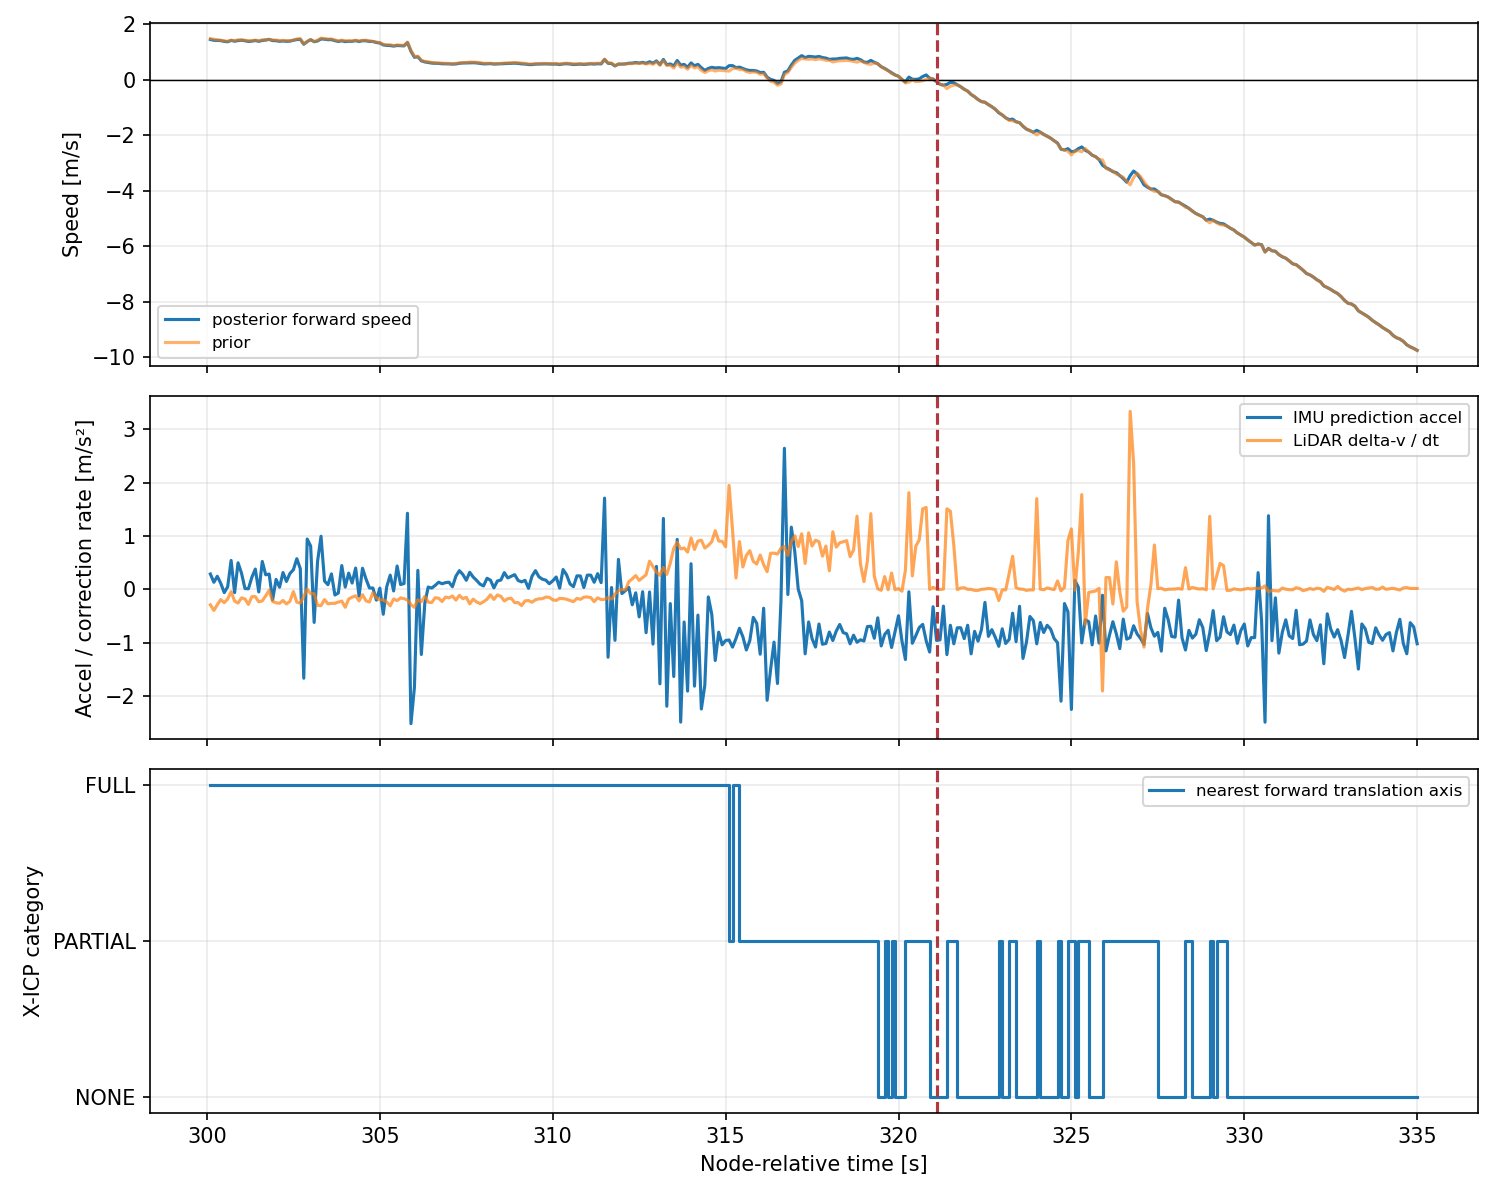 2
0
−2
−4
−6
−8
−10
Speed [m/s]
posterior forward speed
prior
3
2
1
0
−1
−2
Accel / correction rate [m/s²]
IMU prediction accel
LiDAR delta-v / dt
FULL
PARTIAL
NONE
X-ICP category
nearest forward translation axis
300 305 310 315 320 325 330 335
Node-relative time [s]